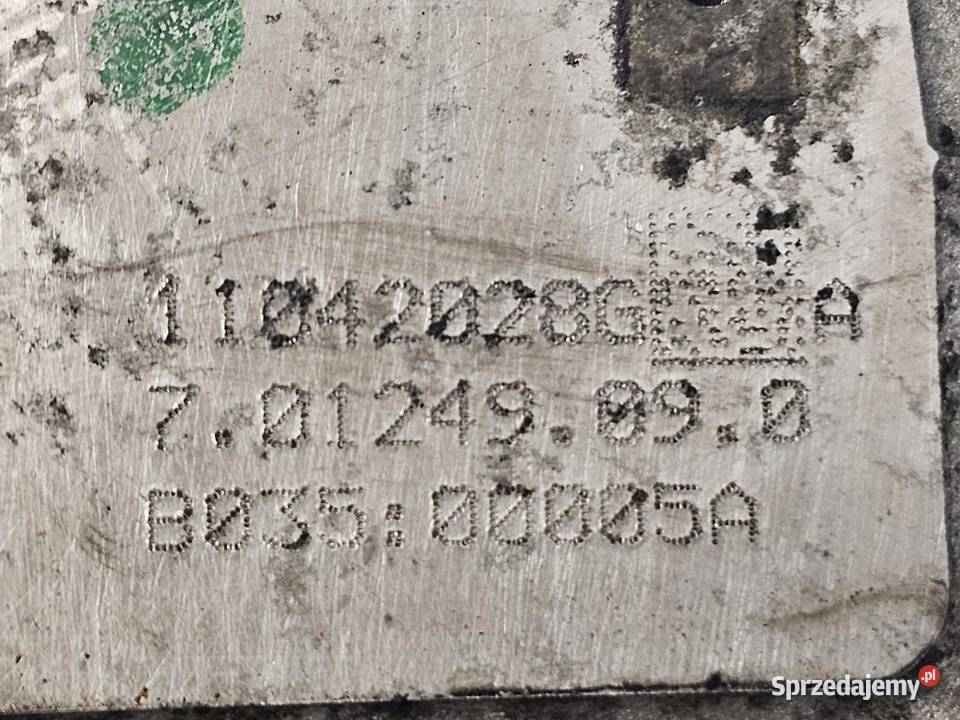 11042028G A
7.01249.09.0
B035:00005A
Sprzedajemy.pl